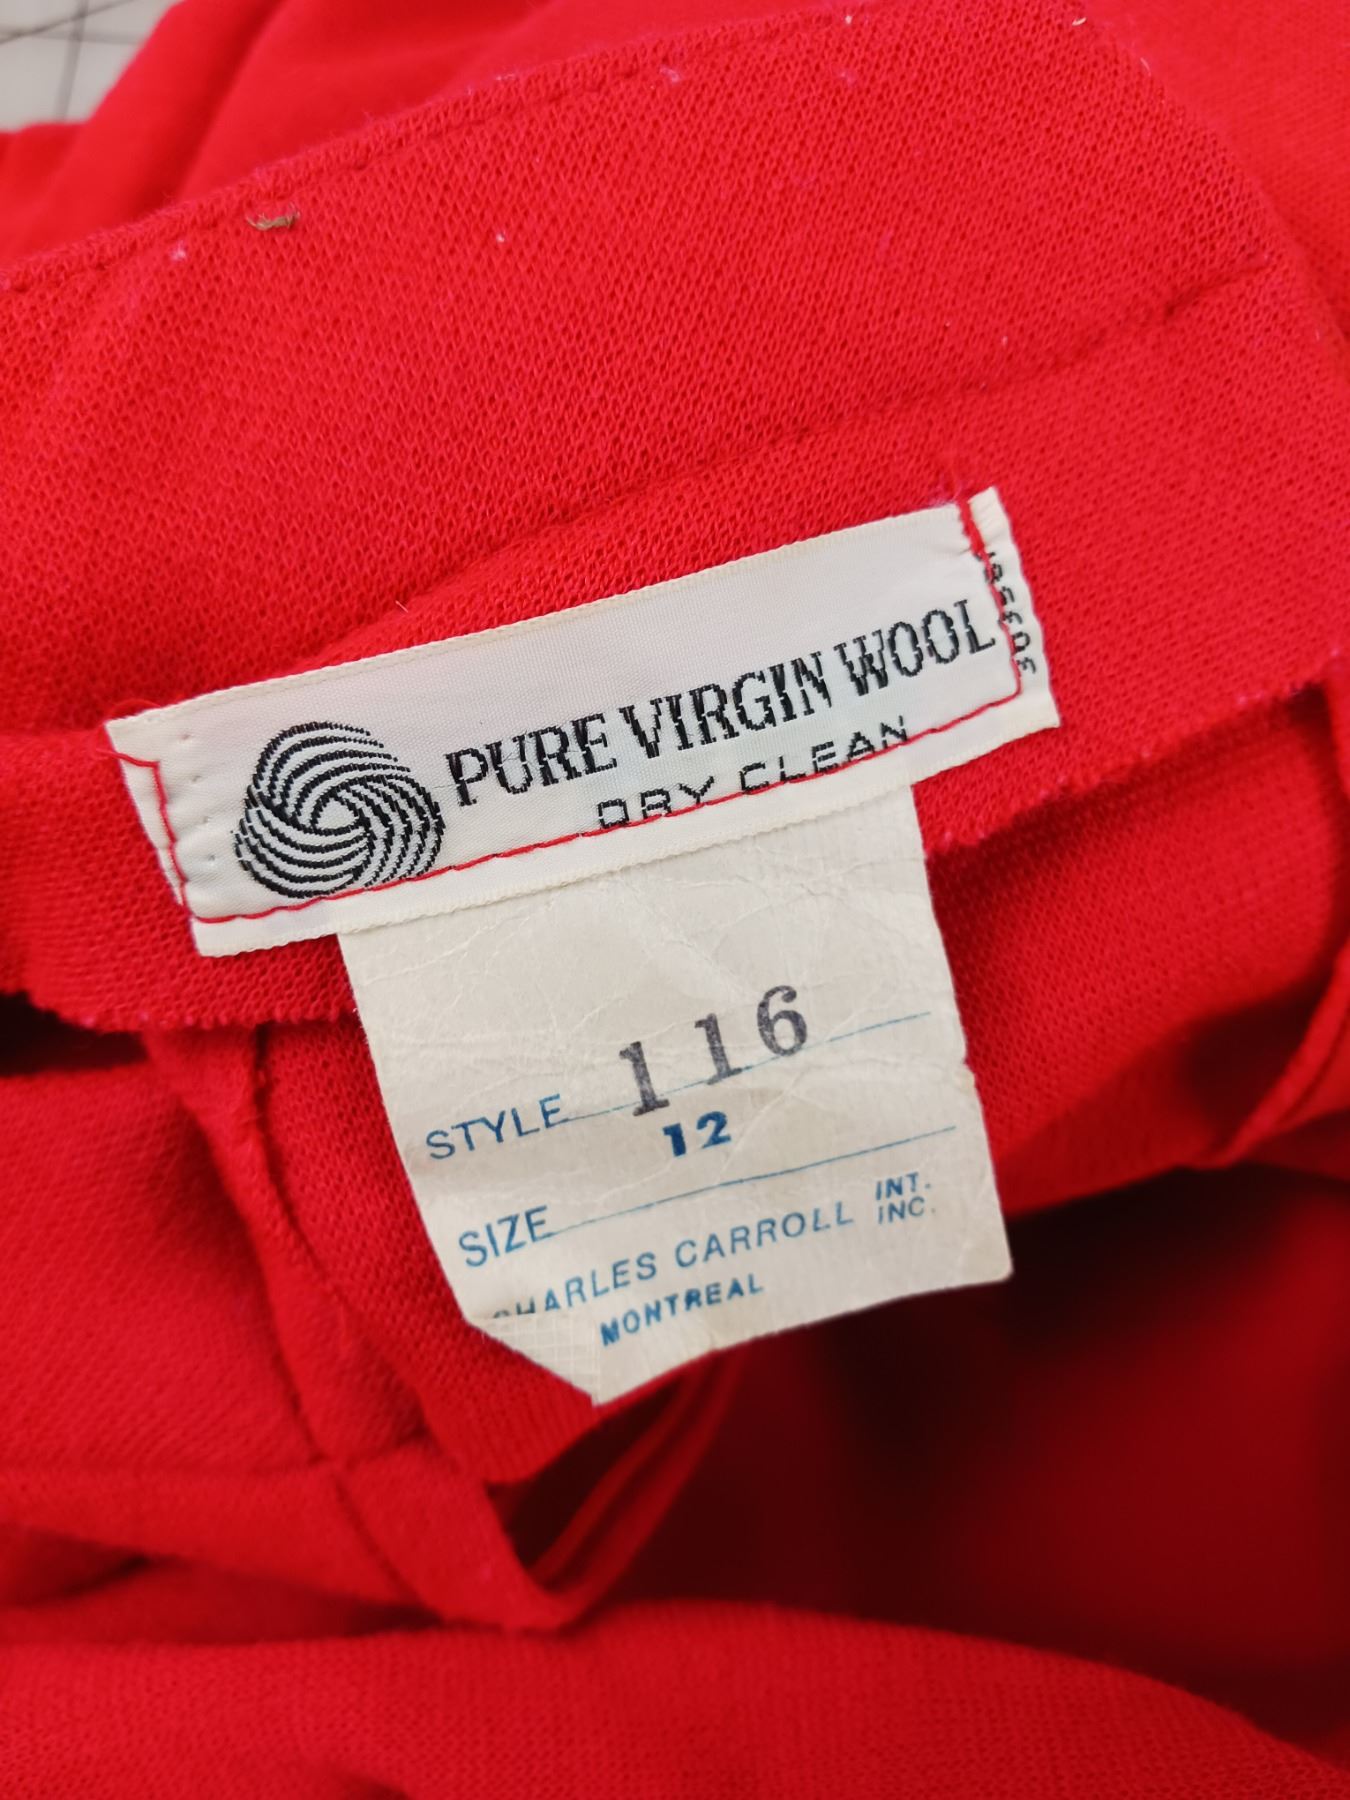 PURE VIRGIN WOOL
DRY CLEAN
STYLE 116
12
SIZE
CHARLES CARROLL INT. INC.
MONTREAL